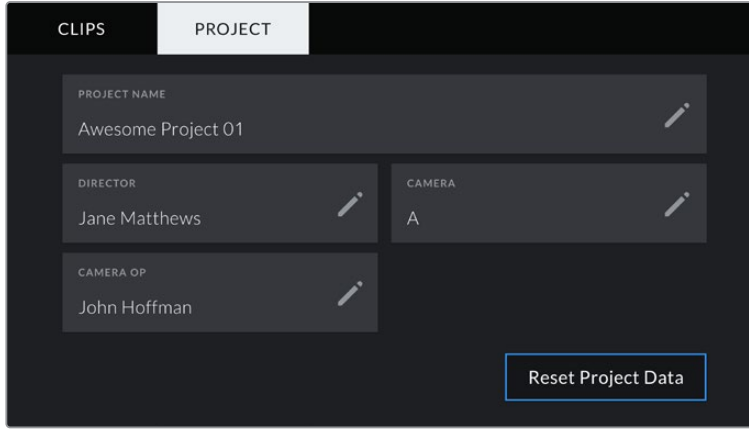 CLIPS PROJECT
PROJECT NAME
Awesome Project 01
DIRECTOR
Jane Matthews
CAMERA
A
CAMERA OP
John Hoffman
Reset Project Data